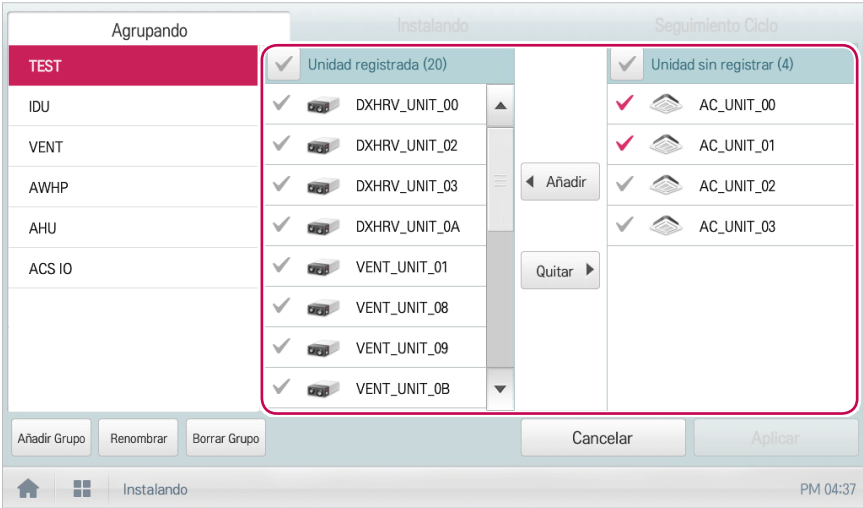 Agrupando
Instalando
Seguimiento Ciclo
TEST
IDU
VENT
AWHP
AHU
ACS IO
Unidad registrada (20)
DXHRV_UNIT_00
DXHRV_UNIT_02
DXHRV_UNIT_03
DXHRV_UNIT_0A
VENT_UNIT_01
VENT_UNIT_08
VENT_UNIT_09
VENT_UNIT_0B
Añadir
Quitar
Unidad sin registrar (4)
AC_UNIT_00
AC_UNIT_01
AC_UNIT_02
AC_UNIT_03
Añadir Grupo
Renombrar
Borrar Grupo
Cancelar
Aplicar
Instalando
PM 04:37